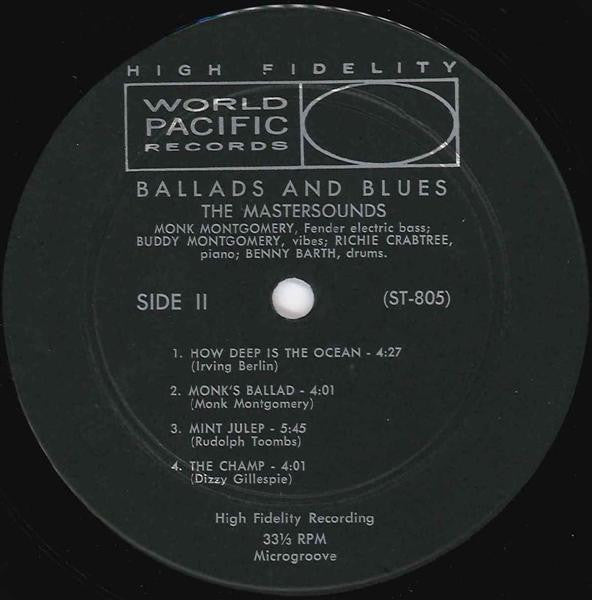 HIGH FIDELITY
WORLD
PACIFIC
RECORDS
BALLADS AND BLUES
THE MASTERSOUNDS
MONK MONTGOMERY, Fender electric bass;
BUDDY MONTGOMERY, vibes; RICHIE CRABTREE,
piano; BENNY BARTH, drums.
SIDE II (ST-805)
1. HOW DEEP IS THE OCEAN - 4:27
(Irving Berlin)
2. MONK'S BALLAD - 4:01
(Monk Montgomery)
3. MINT JULEP - 5:45
(Rudolph Toombs)
4. THE CHAMP - 4:01
(Dizzy Gillespie)
High Fidelity Recording
33⅓ RPM
Microgroove